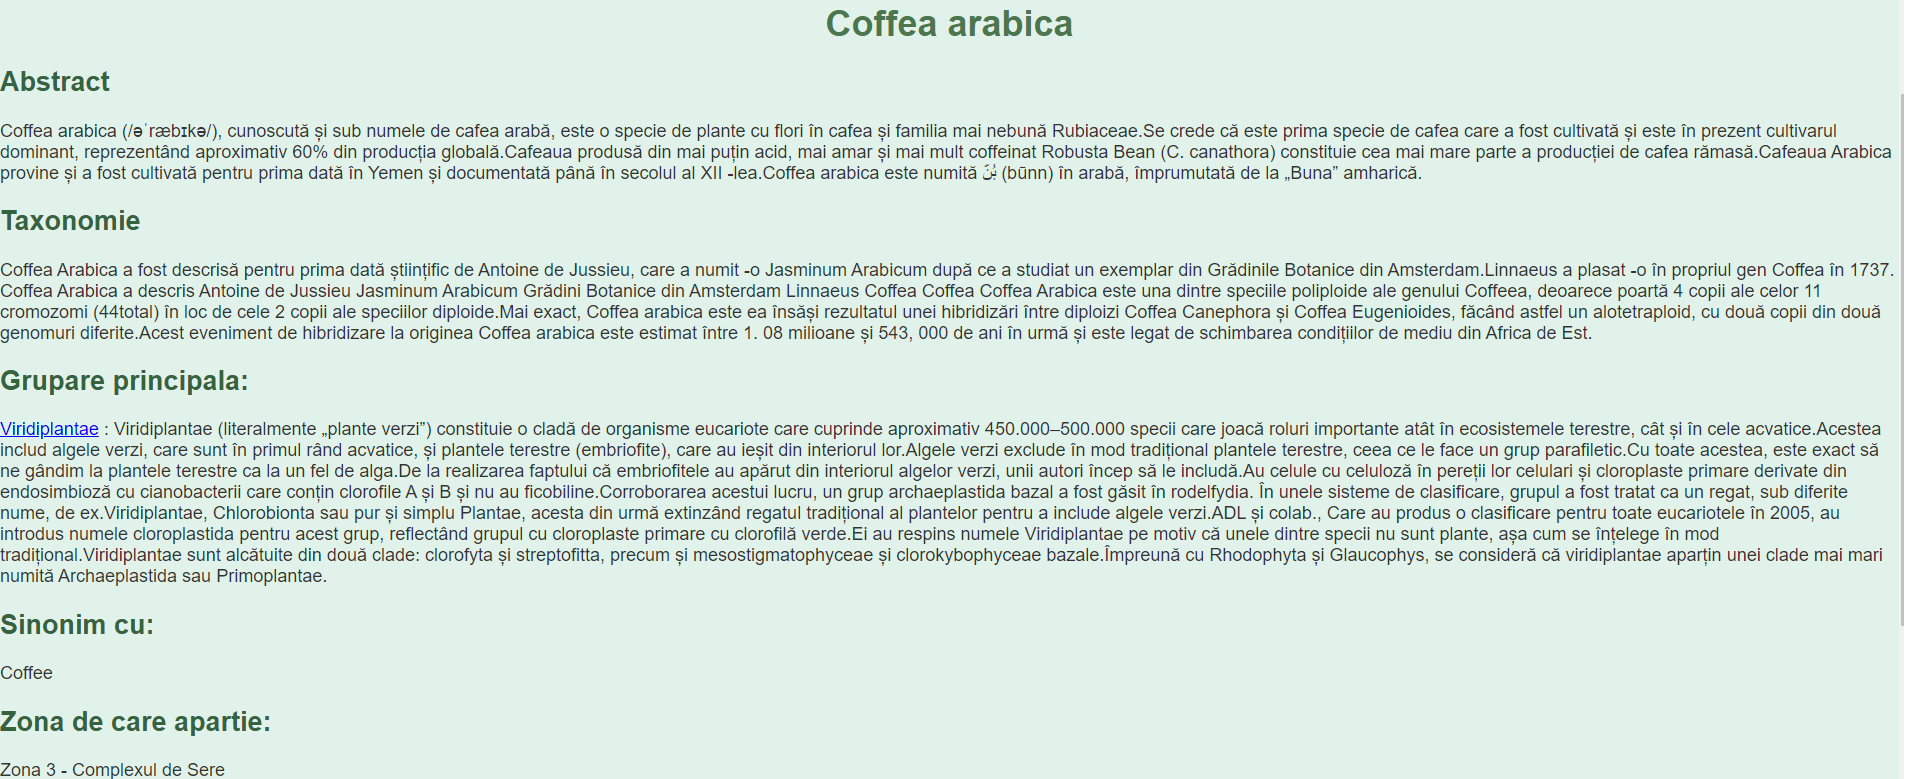 Coffea arabica
Abstract
Coffea arabica (/əˈræbɪkə/), cunoscută și sub numele de cafea arabă, este o specie de plante cu flori în cafea și familia mai nebună Rubiaceae.Se crede că este prima specie de cafea care a fost cultivată și este în prezent cultivarul
dominant, reprezentând aproximativ 60% din producția globală.Cafeaua produsă din mai puțin acid, mai amar și mai mult coffeinat Robusta Bean (C. canathora) constituie cea mai mare parte a producției de cafea rămasă.Cafeaua Arabica
provine și a fost cultivată pentru prima dată în Yemen și documentată până în secolul al XII -lea.Coffea arabica este numită بُنّ (būnn) în arabă, împrumutată de la „Buna” amharică.
Taxonomie
Coffea Arabica a fost descrisă pentru prima dată științific de Antoine de Jussieu, care a numit -o Jasminum Arabicum după ce a studiat un exemplar din Grădinile Botanice din Amsterdam.Linnaeus a plasat -o în propriul gen Coffea în 1737.
Coffea Arabica a descris Antoine de Jussieu Jasminum Arabicum Grădini Botanice din Amsterdam Linnaeus Coffea Coffea Coffea Arabica este una dintre speciile poliploide ale genului Coffeea, deoarece poartă 4 copii ale celor 11
cromozomi (44total) în loc de cele 2 copii ale speciilor diploide.Mai exact, Coffea arabica este ea însăși rezultatul unei hibridizări între diploizi Coffea Canephora și Coffea Eugenioides, făcând astfel un alotetraploid, cu două copii din două
genomuri diferite.Acest eveniment de hibridizare la originea Coffea arabica este estimat între 1. 08 milioane și 543, 000 de ani în urmă și este legat de schimbarea condițiilor de mediu din Africa de Est.
Grupare principala:
Viridiplantae : Viridiplantae (literalmente „plante verzi”) constituie o cladă de organisme eucariote care cuprinde aproximativ 450.000–500.000 specii care joacă roluri importante atât în ecosistemele terestre, cât și în cele acvatice.Acestea
includ algele verzi, care sunt în primul rând acvatice, și plantele terestre (embriofite), care au ieșit din interiorul lor.Algele verzi exclude în mod tradițional plantele terestre, ceea ce le face un grup parafiletic.Cu toate acestea, este exact să
ne gândim la plantele terestre ca la un fel de alga.De la realizarea faptului că embriofitele au apărut din interiorul algelor verzi, unii autori încep să le includă.Au celule cu celuloză în pereții lor celulari și cloroplaste primare derivate din
endosimbioză cu cianobacterii care conțin clorofile A și B și nu au ficobiline.Corroborarea acestui lucru, un grup archaeplastida bazal a fost găsit în rodelfydia. În unele sisteme de clasificare, grupul a fost tratat ca un regat, sub diferite
nume, de ex.Viridiplantae, Chlorobionta sau pur și simplu Plantae, acesta din urmă extinzând regatul tradițional al plantelor pentru a include algele verzi.ADL și colab., Care au produs o clasificare pentru toate eucariotele în 2005, au
introdus numele cloroplastida pentru acest grup, reflectând grupul cu cloroplaste primare cu clorofilă verde.Ei au respins numele Viridiplantae pe motiv că unele dintre specii nu sunt plante, așa cum se înțelege în mod
tradițional.Viridiplantae sunt alcătuite din două clade: clorofyta și streptofitta, precum și mesostigmatophyceae și clorokybophyceae bazale.Împreună cu Rhodophyta și Glaucophys, se consideră că viridiplantae aparțin unei clade mai mari
numită Archaeplastida sau Primoplantae.
Sinonim cu:
Coffee
Zona de care apartie:
Zona 3 - Complexul de Sere